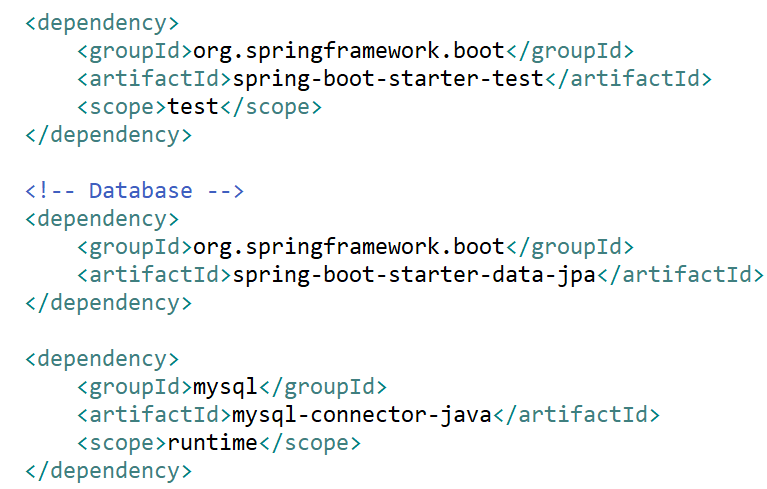 <dependency>
    <groupId>org.springframework.boot</groupId>
    <artifactId>spring-boot-starter-test</artifactId>
    <scope>test</scope>
</dependency>

<!-- Database -->
<dependency>
    <groupId>org.springframework.boot</groupId>
    <artifactId>spring-boot-starter-data-jpa</artifactId>
</dependency>

<dependency>
    <groupId>mysql</groupId>
    <artifactId>mysql-connector-java</artifactId>
    <scope>runtime</scope>
</dependency>